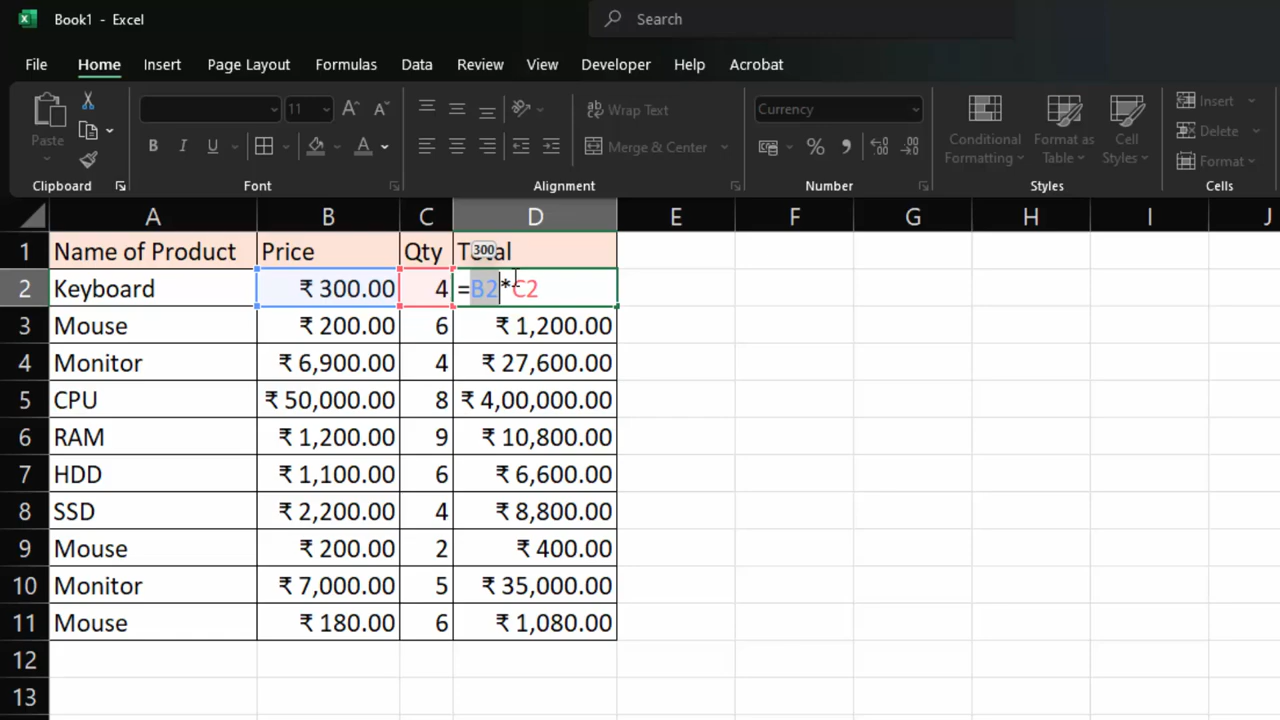 Book1 - Excel
Search
File Home Insert Page Layout Formulas Data Review View Developer Help Acrobat
11 A A Wrap Text Currency Insert
Paste B I U A Merge & Center % Conditional Formatting Format as Table Cell Styles Delete
Format
Clipboard Font Alignment Number Styles Cells
A B C D E F G H I J
1 Name of Product Price Qty Total 300
2 Keyboard ₹ 300.00 4 =B2*C2
3 Mouse ₹ 200.00 6 ₹ 1,200.00
4 Monitor ₹ 6,900.00 4 ₹ 27,600.00
5 CPU ₹ 50,000.00 8 ₹ 4,00,000.00
6 RAM ₹ 1,200.00 9 ₹ 10,800.00
7 HDD ₹ 1,100.00 6 ₹ 6,600.00
8 SSD ₹ 2,200.00 4 ₹ 8,800.00
9 Mouse ₹ 200.00 2 ₹ 400.00
10 Monitor ₹ 7,000.00 5 ₹ 35,000.00
11 Mouse ₹ 180.00 6 ₹ 1,080.00
12
13